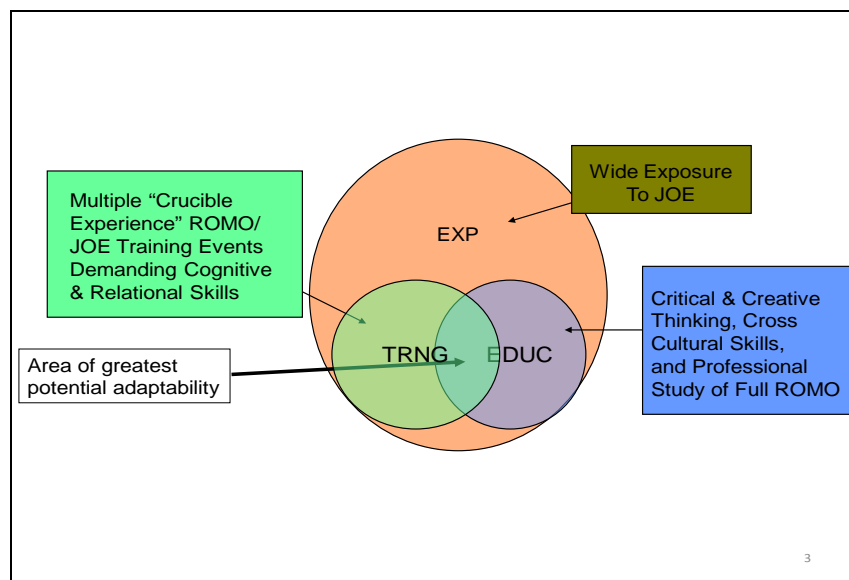 Wide Exposure
To JOE
Multiple “Crucible
Experience” ROMO/
JOE Training Events
Demanding Cognitive
& Relational Skills
EXP
Critical & Creative
Thinking, Cross
Cultural Skills,
and Professional
Study of Full ROMO
TRNG
EDUC
Area of greatest
potential adaptability
3